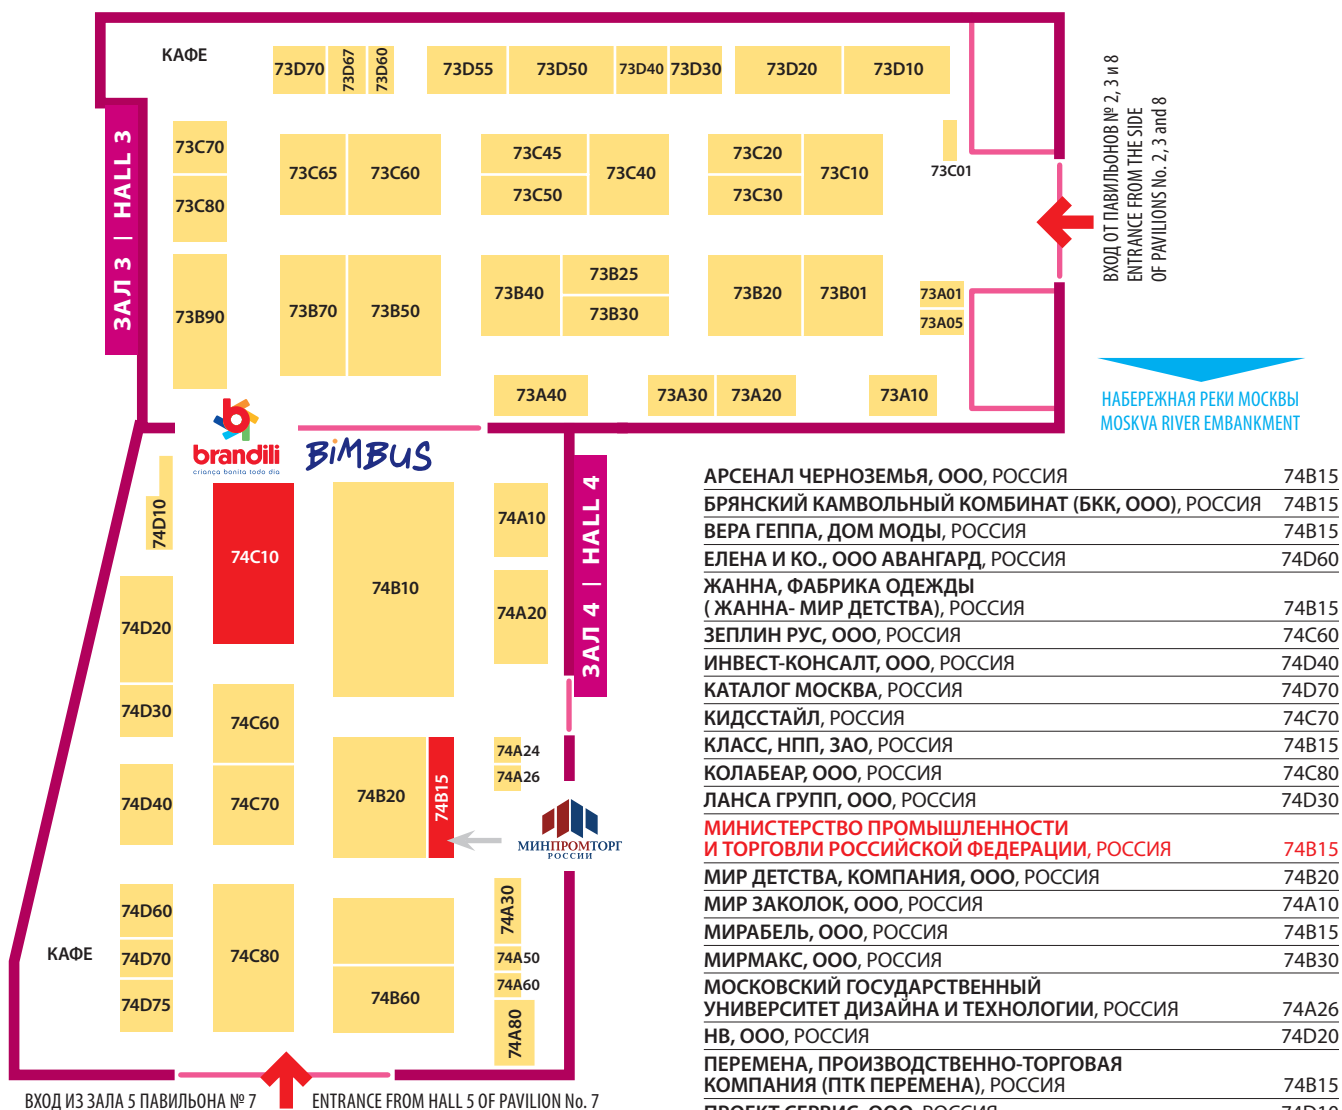 КАФЕ
73D70
73D67
73D60
73D55
73D50
73D40
73D30
73D20
73D10
ЗАЛ 3 | HALL 3
73C70
73C80
73B90
73C65
73C60
73C45
73C50
73C40
73C20
73C30
73C10
73C01
73B70
73B50
73B40
73B25
73B30
73B20
73B01
73A01
73A05
73A40
73A30
73A20
73A10
ВХОД ОТ ПАВИЛЬОНОВ № 2, 3 и 8
ENTRANCE FROM THE SIDE
OF PAVILIONS No. 2, 3 and 8
НАБЕРЕЖНАЯ РЕКИ МОСКВЫ
MOSKVA RIVER EMBANKMENT
b
brandili
criança bonita todo dia
BiMBUS
ЗАЛ 4 | HALL 4
74D10
74C10
74B10
74A10
74A20
74D20
74D30
74D40
74C60
74C70
74B20
74B15
74A24
74A26
МИНПРОМТОРГ
РОССИИ
74D60
74D70
74D75
КАФЕ
74C80
74B60
74A30
74A50
74A60
74A80
ВХОД ИЗ ЗАЛА 5 ПАВИЛЬОНА № 7
ENTRANCE FROM HALL 5 OF PAVILION No. 7
АРСЕНАЛ ЧЕРНОЗЕМЬЯ, ООО, РОССИЯ 74B15
БРЯНСКИЙ КАМВОЛЬНЫЙ КОМБИНАТ (БКК, ООО), РОССИЯ 74B15
ВЕРА ГЕППА, ДОМ МОДЫ, РОССИЯ 74B15
ЕЛЕНА И КО., ООО АВАНГАРД, РОССИЯ 74D60
ЖАННА, ФАБРИКА ОДЕЖДЫ
( ЖАННА- МИР ДЕТСТВА), РОССИЯ 74B15
ЗЕПЛИН РУС, ООО, РОССИЯ 74C60
ИНВЕСТ-КОНСАЛТ, ООО, РОССИЯ 74D40
КАТАЛОГ МОСКВА, РОССИЯ 74D70
КИДССТАЙЛ, РОССИЯ 74C70
КЛАСС, НПП, ЗАО, РОССИЯ 74B15
КОЛАБЕАР, ООО, РОССИЯ 74C80
ЛАНСА ГРУПП, ООО, РОССИЯ 74D30
МИНИСТЕРСТВО ПРОМЫШЛЕННОСТИ
И ТОРГОВЛИ РОССИЙСКОЙ ФЕДЕРАЦИИ, РОССИЯ 74B15
МИР ДЕТСТВА, КОМПАНИЯ, ООО, РОССИЯ 74B20
МИР ЗАКОЛОК, ООО, РОССИЯ 74A10
МИРАБЕЛЬ, ООО, РОССИЯ 74B15
МИРМАКС, ООО, РОССИЯ 74B30
МОСКОВСКИЙ ГОСУДАРСТВЕННЫЙ
УНИВЕРСИТЕТ ДИЗАЙНА И ТЕХНОЛОГИИ, РОССИЯ 74A26
НВ, ООО, РОССИЯ 74D20
ПЕРЕМЕНА, ПРОИЗВОДСТВЕННО-ТОРГОВАЯ
КОМПАНИЯ (ПТК ПЕРЕМЕНА), РОССИЯ 74B15
ПРОЕКТ СЕРВИС, ООО, РОССИЯ 74D10